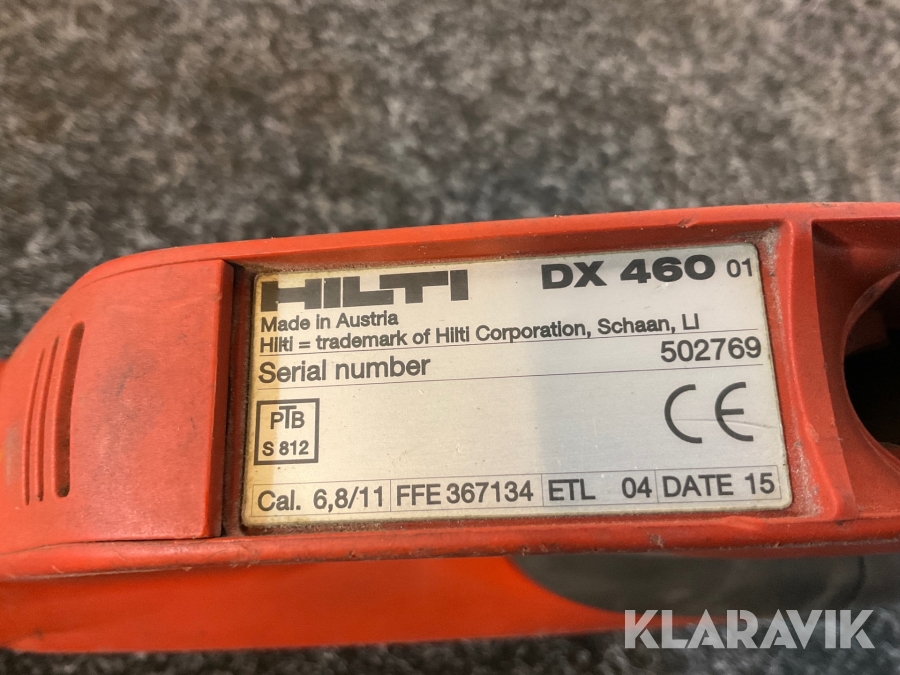 HILTI DX 460 01
Made in Austria
Hilti = trademark of Hilti Corporation, Schaan, LI
Serial number 502769
PTB
S 812
CE
Cal. 6,8/11 FFE 367134 ETL 04 DATE 15
KLARAVIK